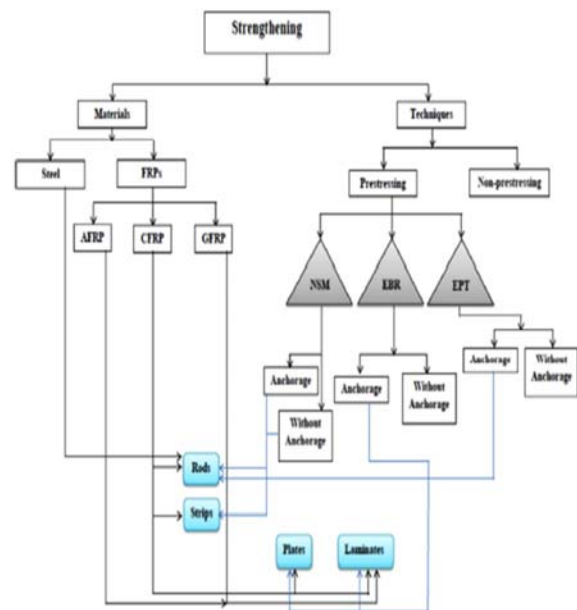 Strengthening
Materials
Techniques
Steel
FRPs
Prestressing
Non-prestressing
AFRP
CFRP
GFRP
NSM
EBR
EPT
Anchorage
Without
Anchorage
Anchorage
Without
Anchorage
Anchorage
Without
Anchorage
Rods
Strips
Plates
Laminates